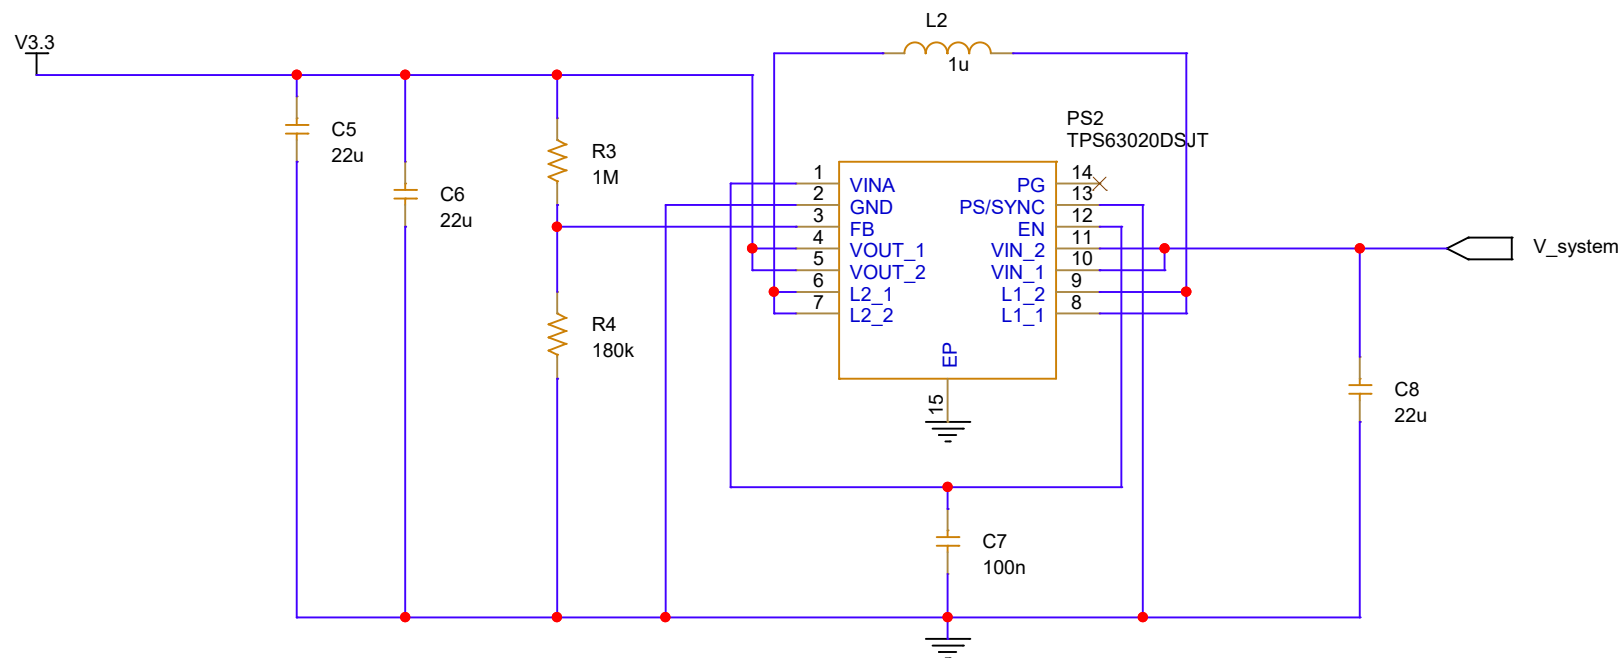 L2
1u
V3.3
C5
22u
C6
22u
R3
1M
R4
180k
PS2
TPS63020DSJT
1 VINA
2 GND
3 FB
4 VOUT_1
5 VOUT_2
6 L2_1
7 L2_2
PG 14
PS/SYNC 13
EN 12
VIN_2 11
VIN_1 10
L1_2 9
L1_1 8
EP
15
V_system
C8
22u
C7
100n